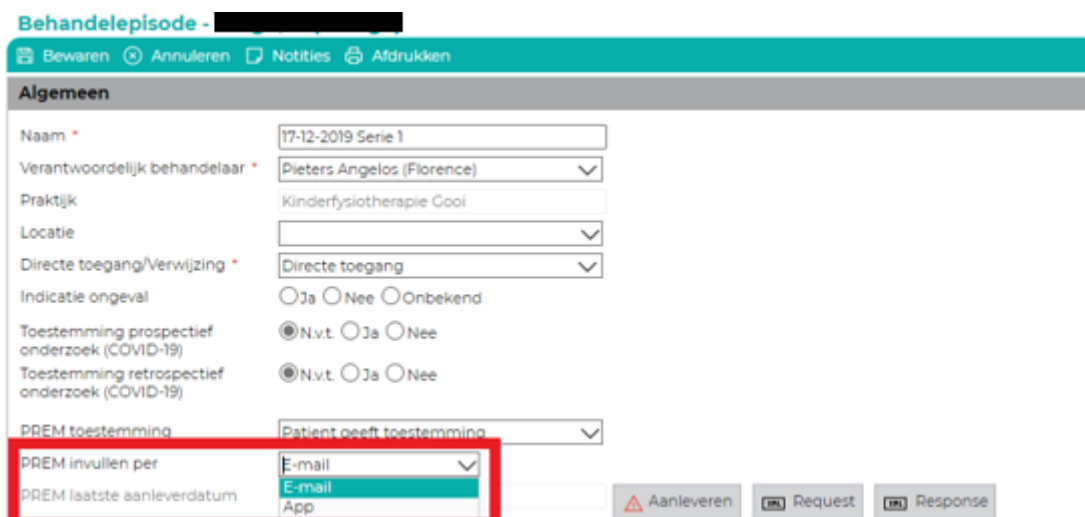 Behandelepisode -
Bewaren Annuleren Notities Afdrukken
Algemeen
Naam * 17-12-2019 Serie 1
Verantwoordelijk behandelaar * Pieters Angelos (Florence)
Praktijk Kinderfysiotherapie Gooi
Locatie
Directe toegang/Verwijzing * Directe toegang
Indicatie ongeval Ja Nee Onbekend
Toestemming prospectief N.v.t. Ja Nee
onderzoek (COVID-19)
Toestemming retrospectief N.v.t. Ja Nee
onderzoek (COVID-19)
PREM toestemming Patient geeft toestemming
PREM invullen per E-mail
E-mail
PREM laatste aanleverdatum Aanleveren Request Response
App